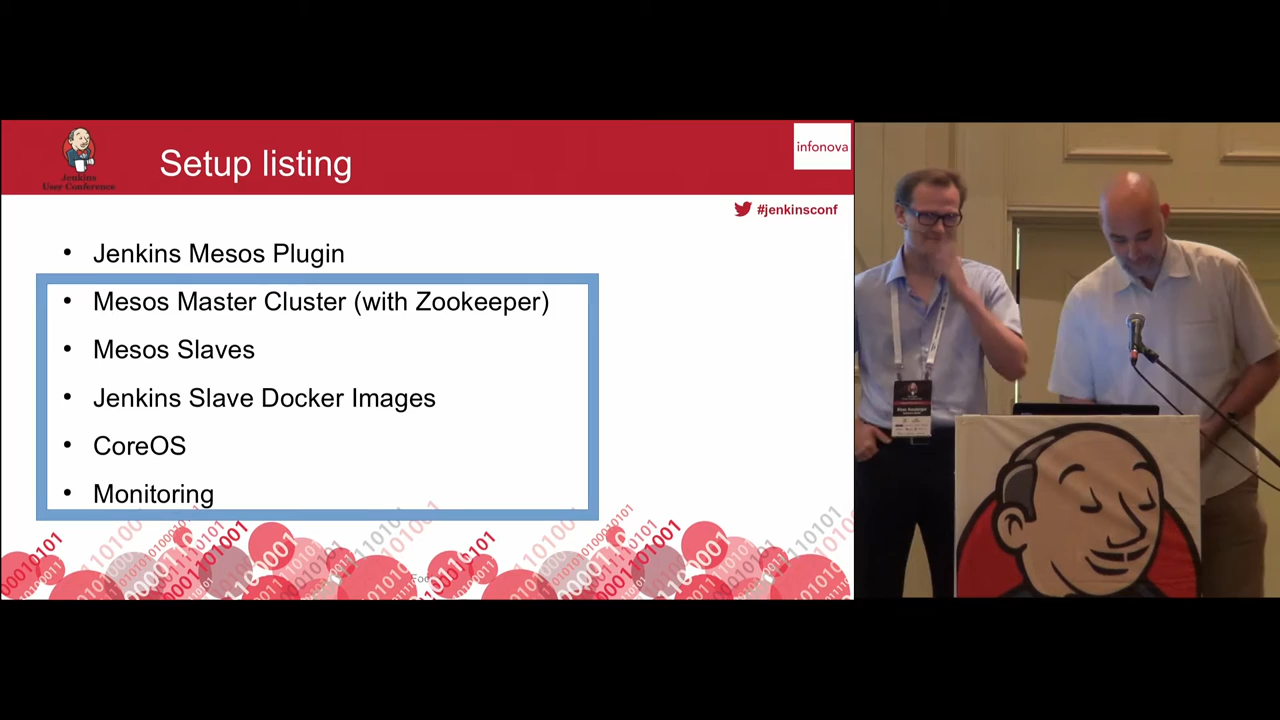 Jenkins
User Conference
Setup listing
infonova
#jenkinsconf
• Jenkins Mesos Plugin
• Mesos Master Cluster (with Zookeeper)
• Mesos Slaves
• Jenkins Slave Docker Images
• CoreOS
• Monitoring